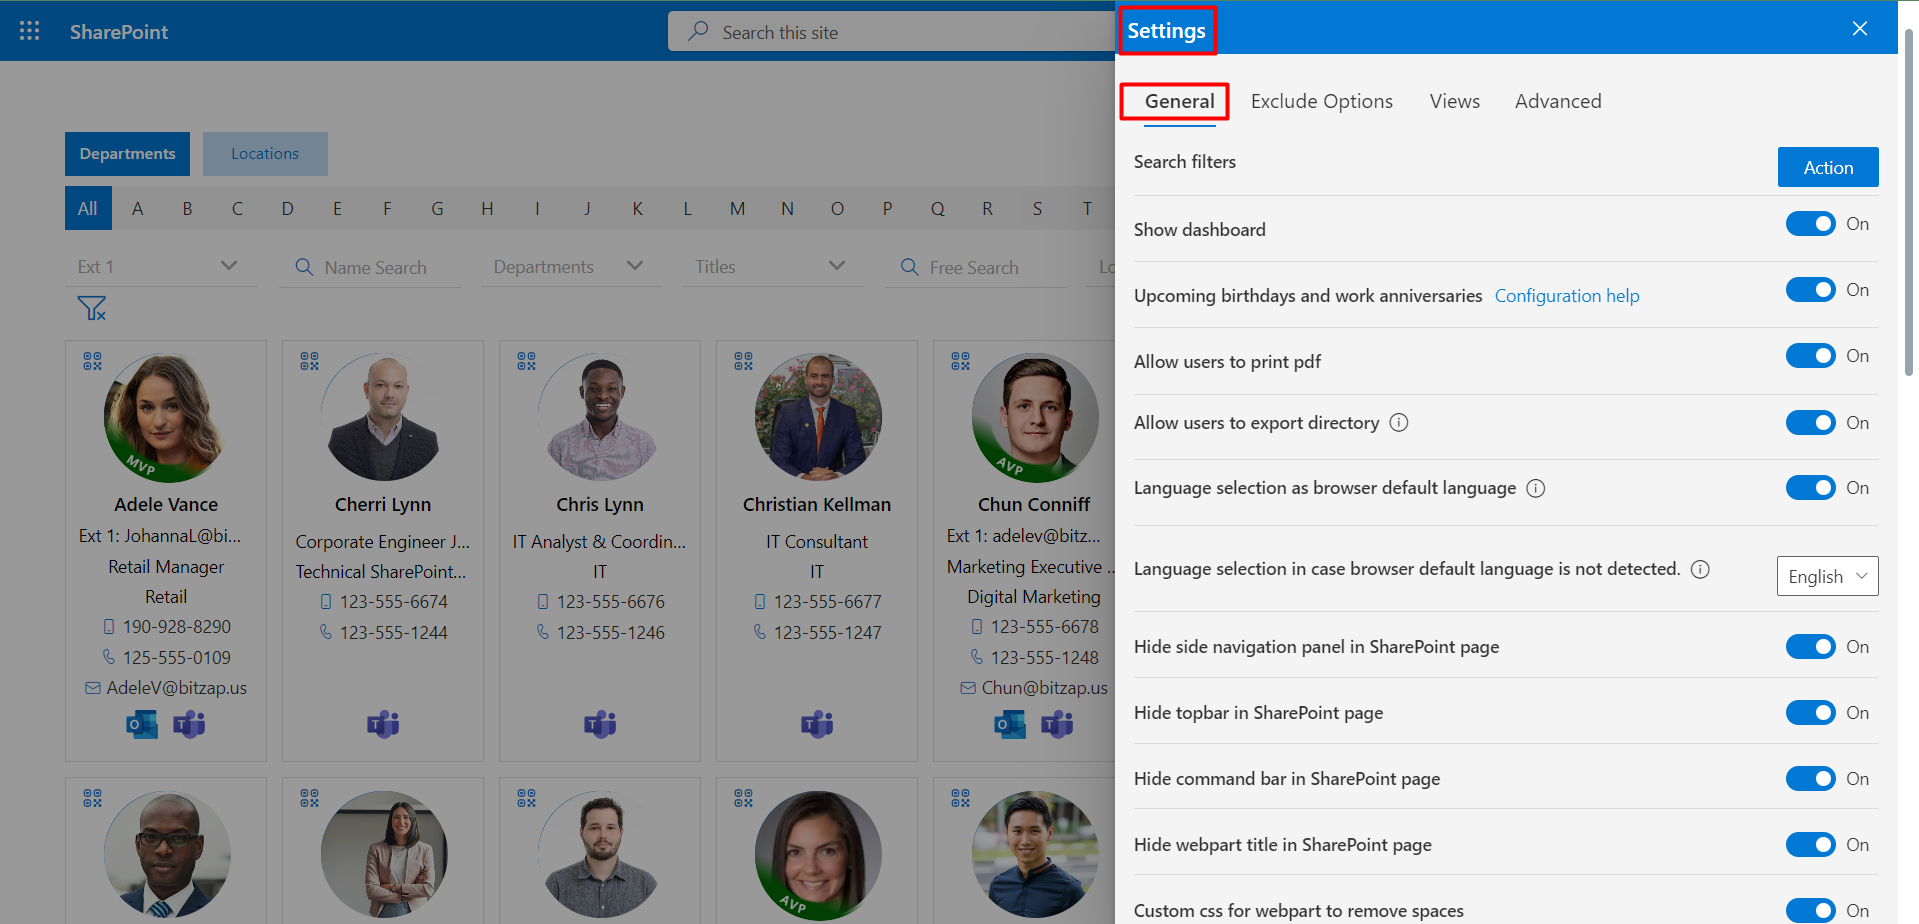 SharePoint
Search this site
Departments
Locations
All A B C D E F G H I J K L M N O P Q R S T
Ext 1
Name Search
Departments
Titles
Free Search
Lo
MVP
Adele Vance
Ext 1: JohannaL@bi...
Retail Manager
Retail
190-928-8290
125-555-0109
AdeleV@bitzap.us
Cherri Lynn
Corporate Engineer J...
Technical SharePoint...
123-555-6674
123-555-1244
Chris Lynn
IT Analyst & Coordin...
IT
123-555-6676
123-555-1246
Christian Kellman
IT Consultant
IT
123-555-6677
123-555-1247
AVP
Chun Conniff
Ext 1: adelev@bitz...
Marketing Executive ..
Digital Marketing
123-555-6678
123-555-1248
Chun@bitzap.us
AVP
Settings
General
Exclude Options
Views
Advanced
Search filters
Action
Show dashboard
On
Upcoming birthdays and work anniversaries Configuration help
On
Allow users to print pdf
On
Allow users to export directory
On
Language selection as browser default language
On
Language selection in case browser default language is not detected.
English
Hide side navigation panel in SharePoint page
On
Hide topbar in SharePoint page
On
Hide command bar in SharePoint page
On
Hide webpart title in SharePoint page
On
Custom css for webpart to remove spaces
On